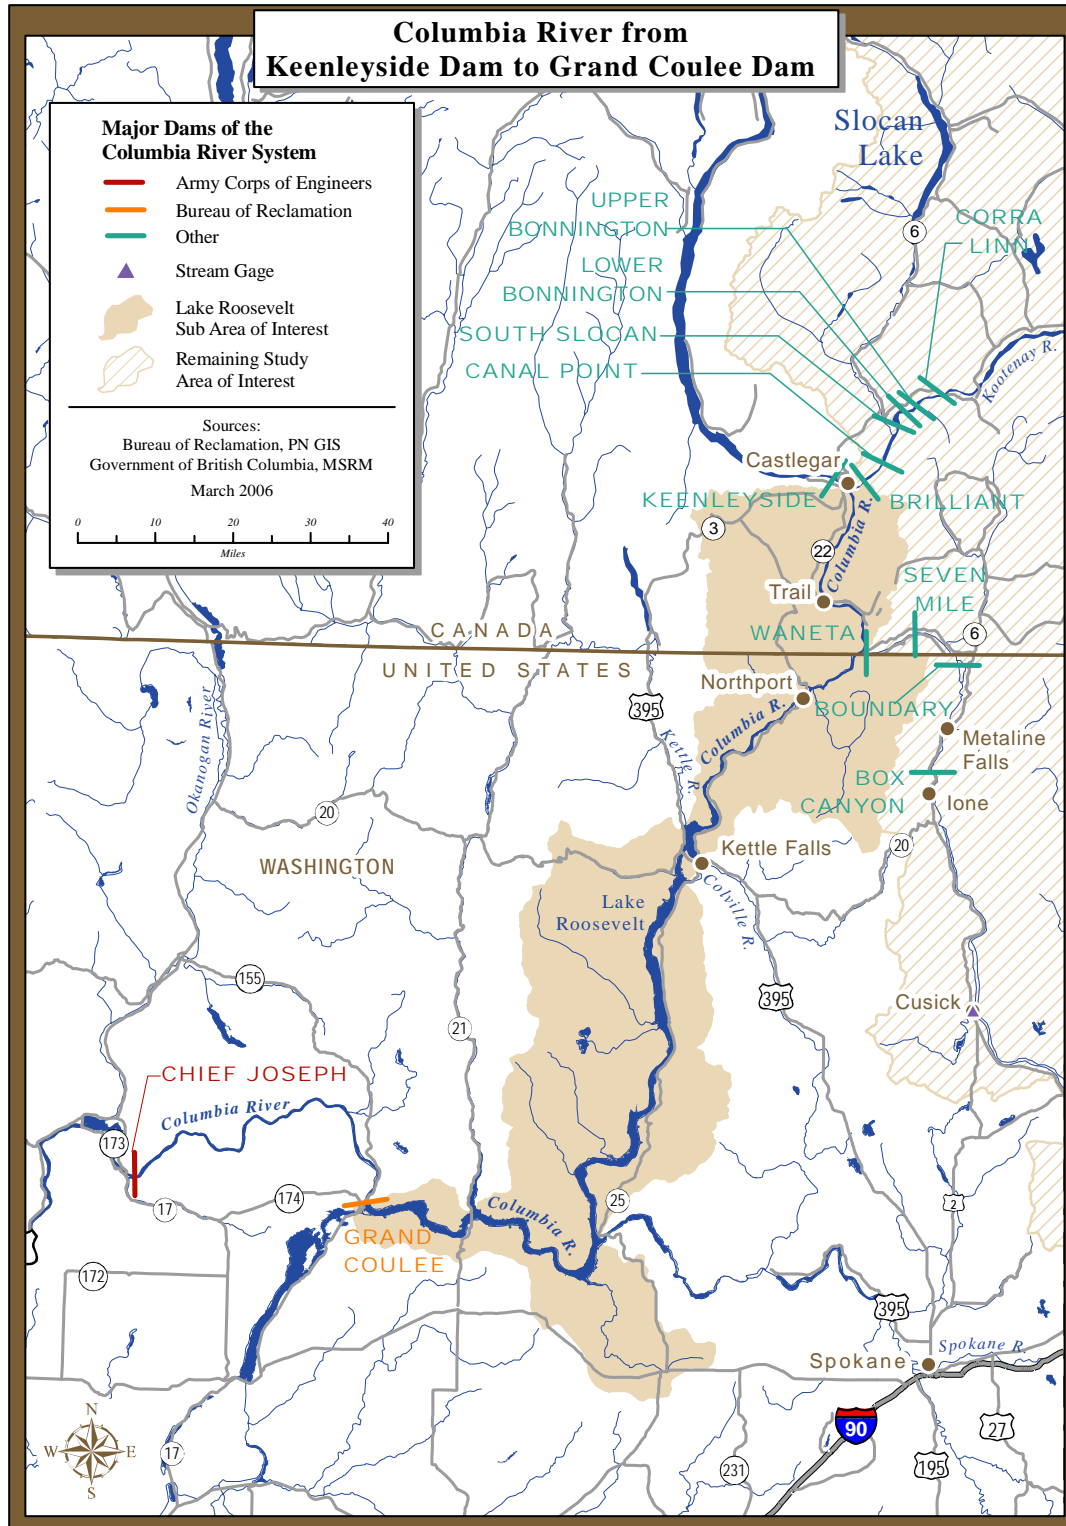 Columbia River from
Keenleyside Dam to Grand Coulee Dam
Major Dams of the
Columbia River System
Army Corps of Engineers
Bureau of Reclamation
Other
Stream Gage
Lake Roosevelt
Sub Area of Interest
Remaining Study
Area of Interest
Sources:
Bureau of Reclamation, PN GIS
Government of British Columbia, MSRM
March 2006
0 10 20 30 40
Miles
Slocan
Lake
UPPER
BONNINGTON
LOWER
BONNINGTON
SOUTH SLOCAN
CANAL POINT
CORRA
LINN
6
Kootenay R.
Castlegar
KEENLEYSIDE
BRILLIANT
3
22
Columbia R.
Trail
SEVEN
MILE
WANETA
6
CANADA
UNITED STATES
Northport
395
BOUNDARY
Columbia R.
Kettle R.
Okanogan River
Metaline
Falls
BOX
CANYON
Ione
20
20
Kettle Falls
WASHINGTON
Colville R.
Lake
Roosevelt
155
395
Cusick
21
CHIEF JOSEPH
Columbia River
173
17
174
25
2
Columbia R.
GRAND
COULEE
172
395
Spokane R.
Spokane
90
27
195
231
17
N
W E
S